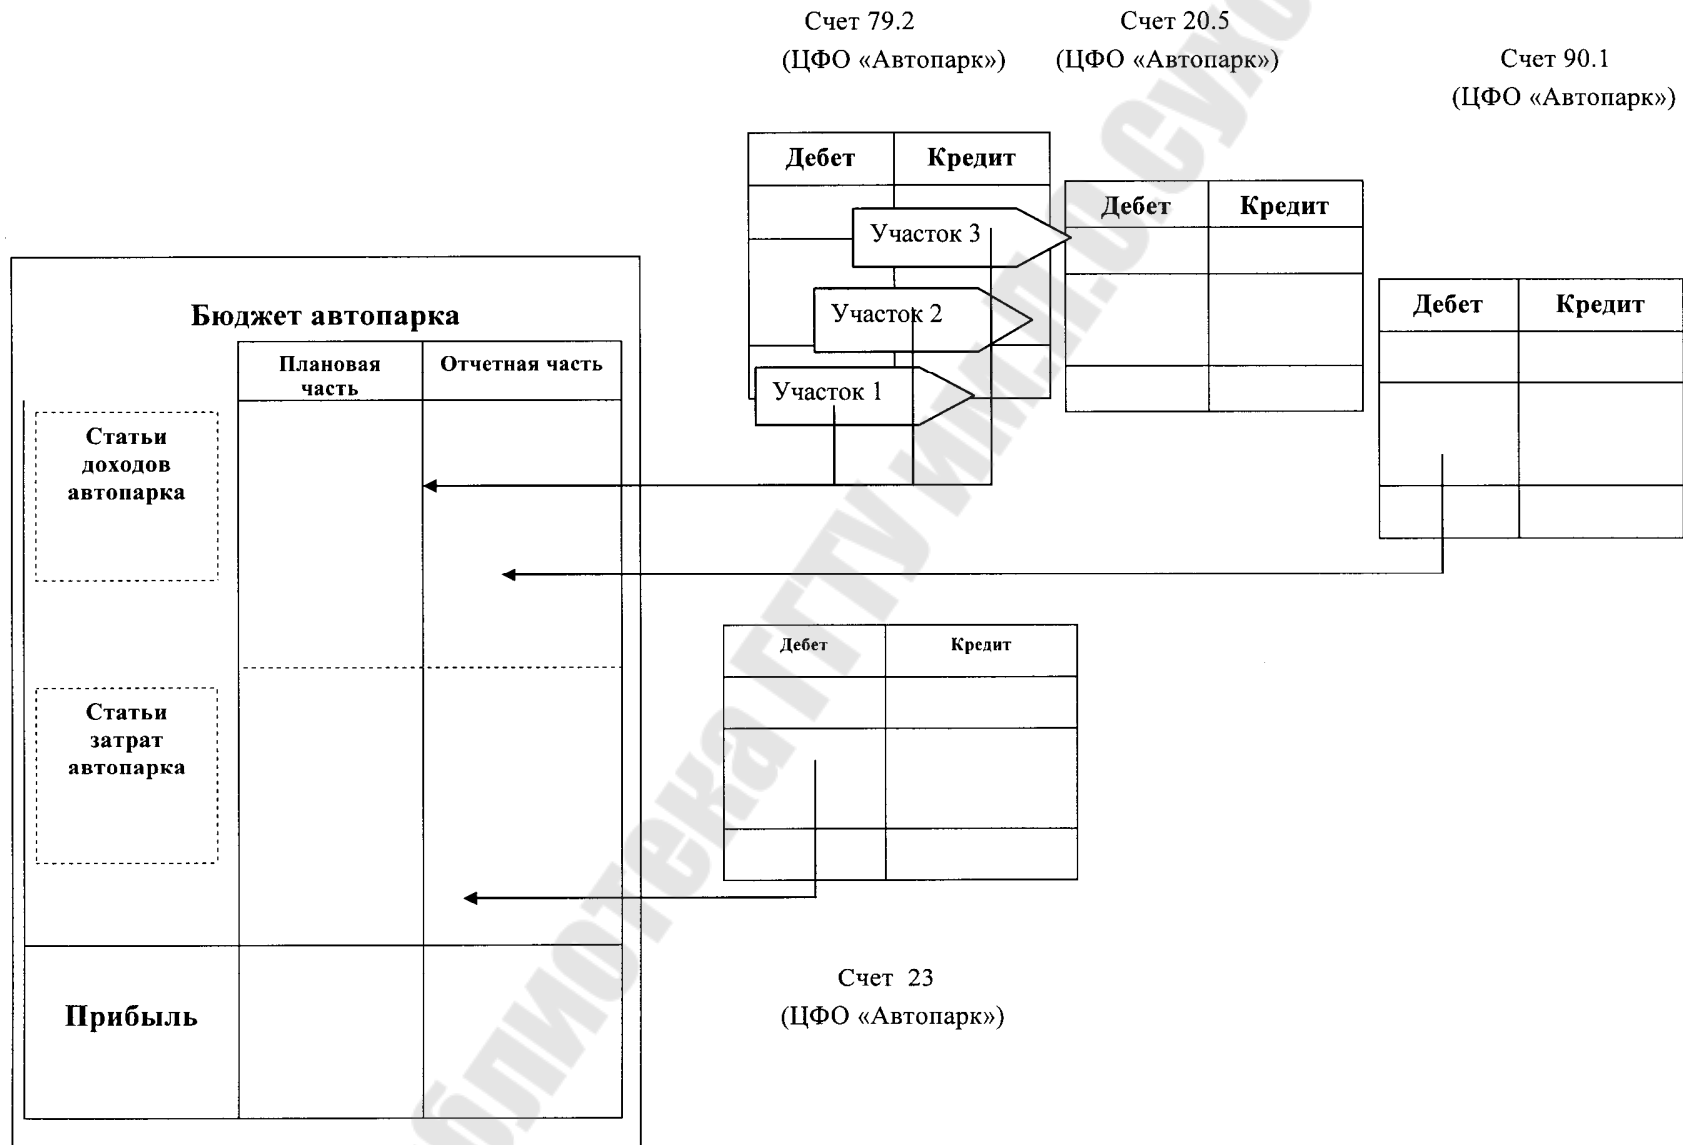 Счет 79.2
(ЦФО «Автопарк»)
Счет 20.5
(ЦФО «Автопарк»)
Счет 90.1
(ЦФО «Автопарк»)
Дебет Кредит
Участок 3
Участок 2
Участок 1
Дебет Кредит
Дебет Кредит
Бюджет автопарка
Плановая
часть
Отчетная часть
Статьи
доходов
автопарка
Статьи
затрат
автопарка
Прибыль
Дебет Кредит
Счет 23
(ЦФО «Автопарк»)